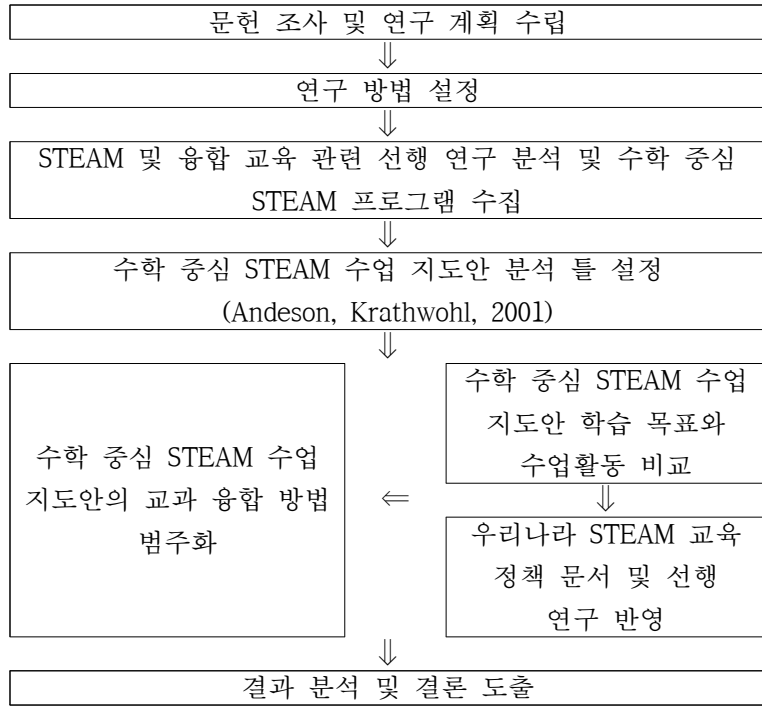 문헌 조사 및 연구 계획 수립
⇓
연구 방법 설정
⇓
STEAM 및 융합 교육 관련 선행 연구 분석 및 수학 중심
STEAM 프로그램 수집
⇓
수학 중심 STEAM 수업 지도안 분석 틀 설정
(Andeson, Krathwohl, 2001)
⇓
수학 중심 STEAM 수업
지도안 학습 목표와
수업활동 비교
⇓
우리나라 STEAM 교육
정책 문서 및 선행
연구 반영
⇐
수학 중심 STEAM 수업
지도안의 교과 융합 방법
범주화
⇓
결과 분석 및 결론 도출